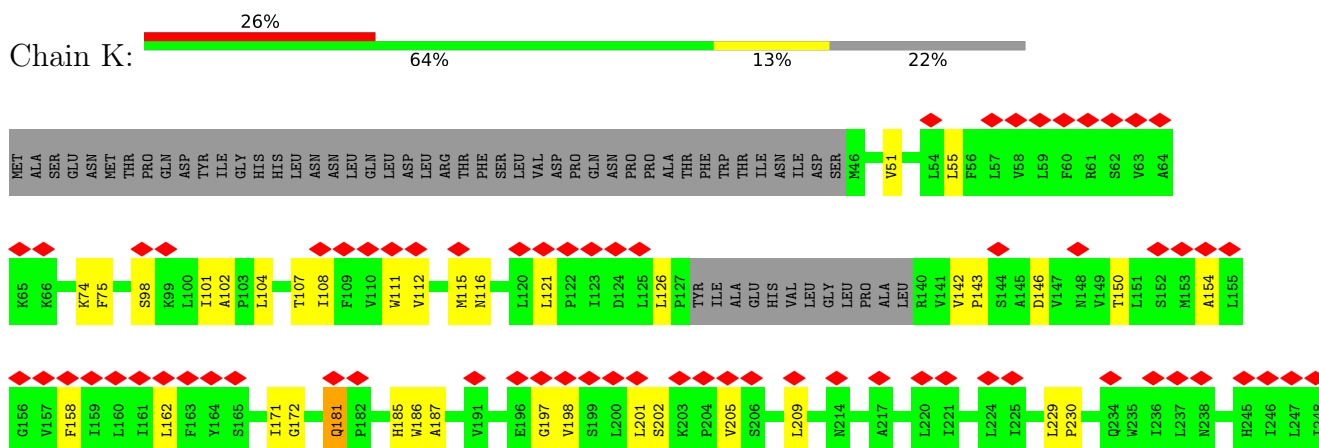 26%
Chain K:
64% 13% 22%
MET ALA SER GLU ASN MET THR PRO GLN ASP TYR ILE GLY HIS HIS LEU ASN ASN LEU GLN LEU ASP LEU ARG THR PHE SER LEU VAL ASP PRO GLN ASN PRO PRO ALA THR PHE TRP THR ILE ASN ILE ASP SER M46 V51 L54 L55 F56 L57 V58 L59 F60 R61 S62 V63 A64
K65 K66 K74 F75 S98 K99 L100 I101 A102 P103 L104 T107 I108 F109 V110 W111 V112 M115 N116 L120 L121 P122 I123 D124 L125 L126 P127 TYR ILE ALA GLU HIS VAL LEU GLY LEU PRO ALA LEU R140 V141 V142 P143 S144 A145 D146 V147 N148 V149 T150 L151 S152 M153 A154 L155
G156 V157 F158 I159 L160 I161 L162 F163 Y164 S165 I171 G172 Q181 P182 H185 W186 A187 V191 E196 G197 V198 S199 L200 L201 S202 K203 P204 V205 S206 L209 N214 A217 L220 I221 L224 I225 L229 P230 Q234 W235 I236 L237 N238 H245 I246 L247